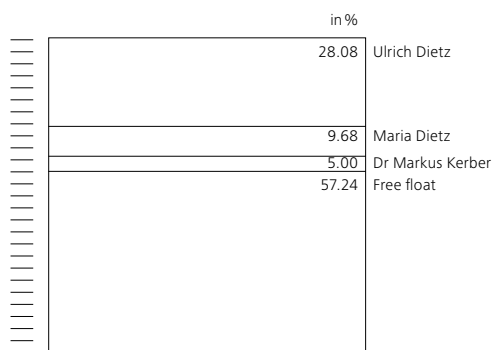 in %
28.08 Ulrich Dietz
9.68 Maria Dietz
5.00 Dr Markus Kerber
57.24 Free float